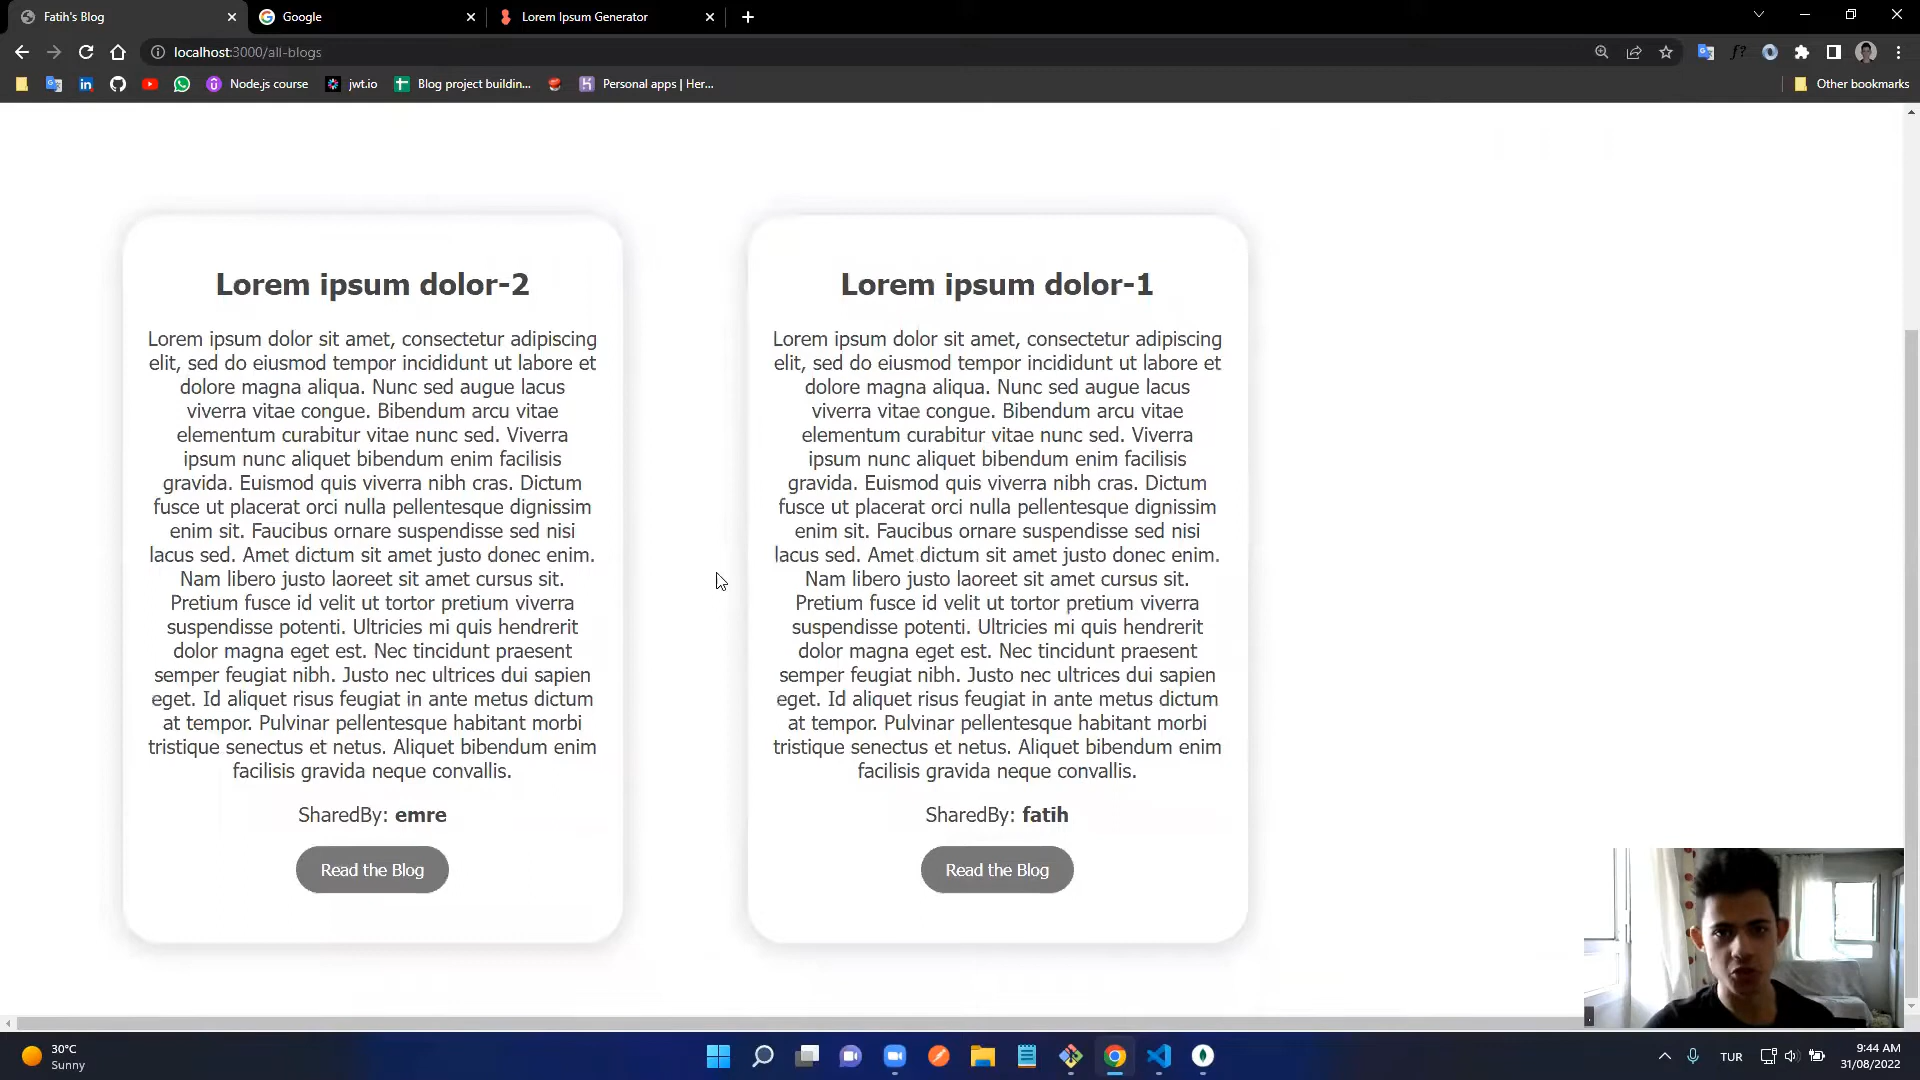 Fatih's Blog
Google
Lorem Ipsum Generator
localhost:3000/all-blogs
Node.js course
jwt.io
Blog project buildin...
Personal apps | Her...
Other bookmarks
Lorem ipsum dolor-2
Lorem ipsum dolor sit amet, consectetur adipiscing
elit, sed do eiusmod tempor incididunt ut labore et
dolore magna aliqua. Nunc sed augue lacus
viverra vitae congue. Bibendum arcu vitae
elementum curabitur vitae nunc sed. Viverra
ipsum nunc aliquet bibendum enim facilisis
gravida. Euismod quis viverra nibh cras. Dictum
fusce ut placerat orci nulla pellentesque dignissim
enim sit. Faucibus ornare suspendisse sed nisi
lacus sed. Amet dictum sit amet justo donec enim.
Nam libero justo laoreet sit amet cursus sit.
Pretium fusce id velit ut tortor pretium viverra
suspendisse potenti. Ultricies mi quis hendrerit
dolor magna eget est. Nec tincidunt praesent
semper feugiat nibh. Justo nec ultrices dui sapien
eget. Id aliquet risus feugiat in ante metus dictum
at tempor. Pulvinar pellentesque habitant morbi
tristique senectus et netus. Aliquet bibendum enim
facilisis gravida neque convallis.
SharedBy: emre
Read the Blog
Lorem ipsum dolor-1
Lorem ipsum dolor sit amet, consectetur adipiscing
elit, sed do eiusmod tempor incididunt ut labore et
dolore magna aliqua. Nunc sed augue lacus
viverra vitae congue. Bibendum arcu vitae
elementum curabitur vitae nunc sed. Viverra
ipsum nunc aliquet bibendum enim facilisis
gravida. Euismod quis viverra nibh cras. Dictum
fusce ut placerat orci nulla pellentesque dignissim
enim sit. Faucibus ornare suspendisse sed nisi
lacus sed. Amet dictum sit amet justo donec enim.
Nam libero justo laoreet sit amet cursus sit.
Pretium fusce id velit ut tortor pretium viverra
suspendisse potenti. Ultricies mi quis hendrerit
dolor magna eget est. Nec tincidunt praesent
semper feugiat nibh. Justo nec ultrices dui sapien
eget. Id aliquet risus feugiat in ante metus dictum
at tempor. Pulvinar pellentesque habitant morbi
tristique senectus et netus. Aliquet bibendum enim
facilisis gravida neque convallis.
SharedBy: fatih
Read the Blog
30°C
Sunny
TUR
9:44 AM
31/08/2022